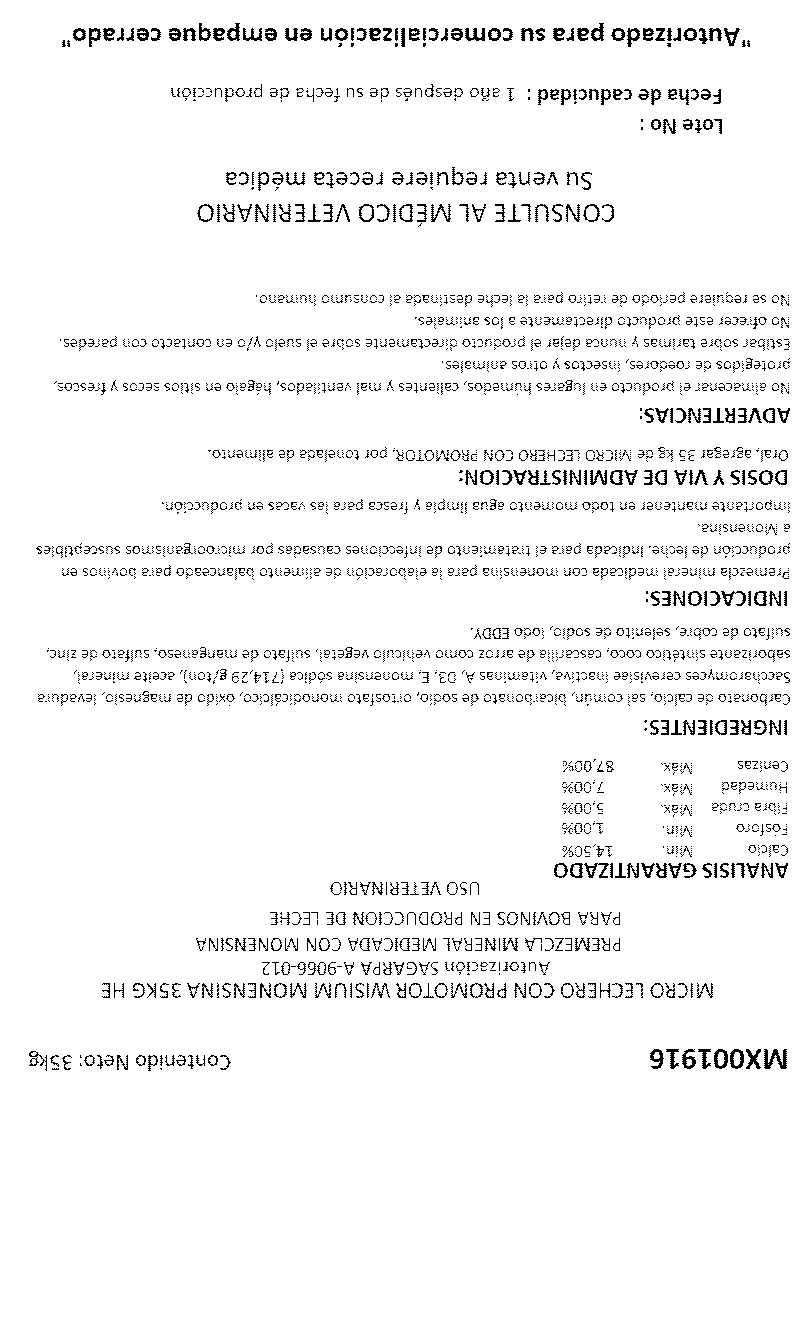 MX001916
Contenido Neto: 35kg
MICRO LECHERO CON PROMOTOR WISIUM MONENSINA 35KG HE
Autorización SAGARPA A-9066-012
PREMEZCLA MINERAL MEDICADA CON MONENSINA
PARA BOVINOS EN PRODUCCION DE LECHE
USO VETERINARIO
ANALISIS GARANTIZADO
Calcio Min. 14,50%
Fósforo Min. 1,00%
Fibra cruda Máx. 5,00%
Humedad Máx. 7,00%
Cenizas Máx. 87,00%
INGREDIENTES:
Carbonato de calcio, sal común, bicarbonato de sodio, ortosfato monodicálcico, oxido de magnesio, levadura
Saccharomyces cerevisiae inactiva, vitaminas A, D3, E, monensina sódica (714,29 g/ton), aceite mineral,
saborizante sintético coco, cascarilla de arroz como vehiculo vegetal, sulfato de manganeso, sulfato de zinc,
sulfato de cobre, selenito de sodio, Iodo EDDY.
INDICACIONES:
Premezcla mineral medicada con monensina para la elaboración de alimento balanceado para bovinos en
producción de leche. Indicada para el tratamiento de infecciones causadas por microorganismos susceptibles
a Monensina.
Importante mantener en todo momento agua limpia y fresca para las vacas en producción.
DOSIS Y VIA DE ADMINISTRACION:
Oral, agregar 35 kg de MICRO LECHERO CON PROMOTOR, por tonelada de alimento.
ADVERTENCIAS:
No almacenar el producto en lugares húmedos, calientes y mal ventilados, hágalo en sitios secos y frescos,
protegidos de roedores, insectos y otros animales.
Estibar sobre tarimas y nunca dejar el producto directamente sobre el suelo y/o en contacto con paredes.
No ofrecer este producto directamente a los animales.
No se requiere periodo de retiro para la leche destinada al consumo humano.
CONSULTE AL MÉDICO VETERINARIO
Su venta requiere receta médica
Lote No :
Fecha de caducidad : 1 año después de su fecha de producción
"Autorizado para su comercialización en empaque cerrado"